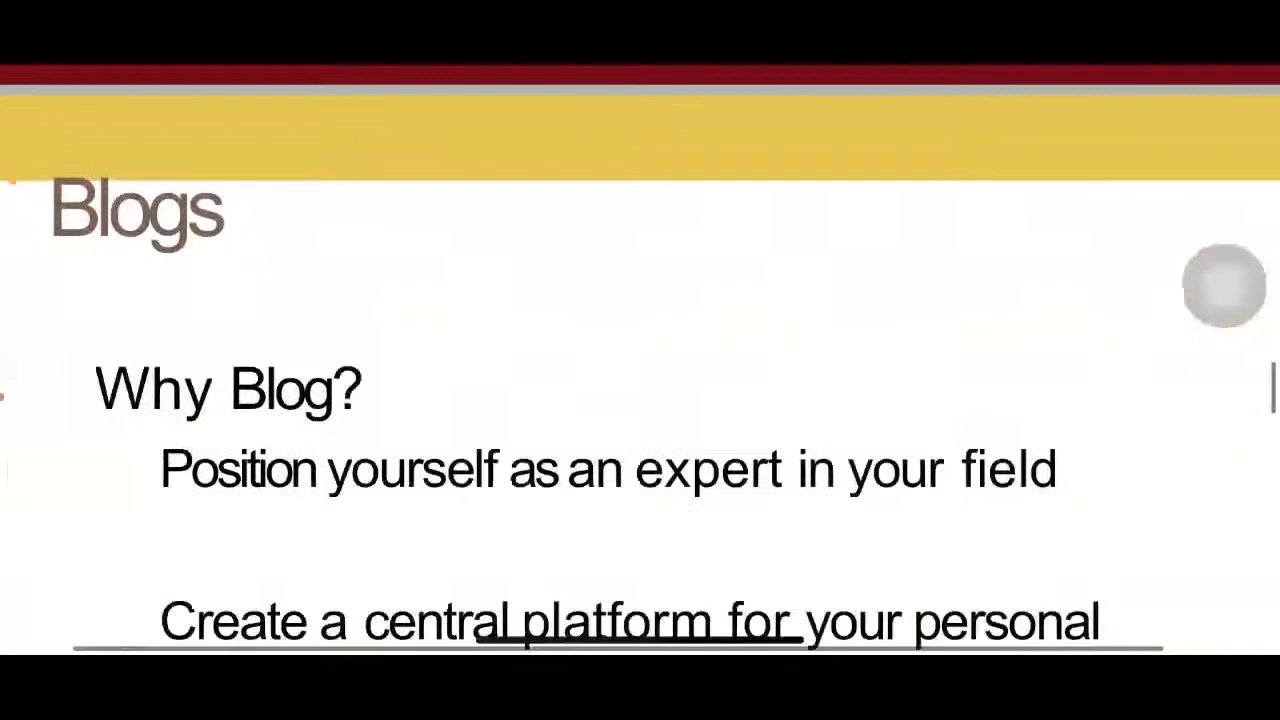 Blogs
Why Blog?
Position yourself as an expert in your field
Create a central platform for your personal